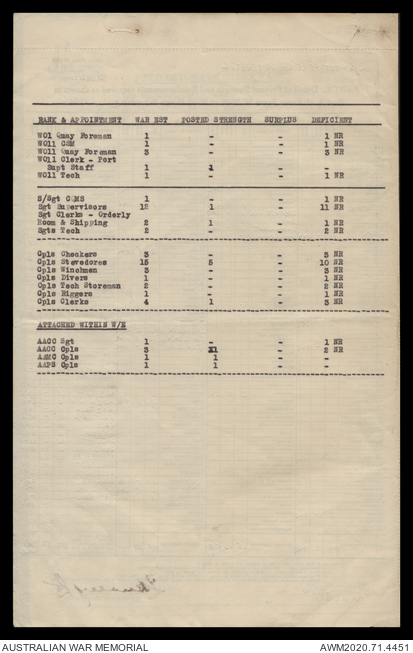 RANK & APPOINTMENT WAR EST POSTED STRENGTH SURPLUS DEFICIENT
WO1 Quay Foreman 1 - - 1 NR
WO11 CSM 1 - - 1 NR
WO11 Quay Foreman 3 - - 3 NR
WO11 Clerk - Port
Supt Staff 1 1 - -
WO11 Tech 1 - - 1 NR
S/Sgt CQMS 1 - - 1 NR
Sgt Supervisors 12 1 - 11 NR
Sgt Clerks - Orderly
Room & Shipping 2 1 - 1 NR
Sgts Tech 2 - - 2 NR
Cpls Checkers 3 - - 3 NR
Cpls Stevedores 15 5 - 10 NR
Cpls Winchmen 3 - - 3 NR
Cpls Divers 1 - - 1 NR
Cpls Tech Storeman 2 - - 2 NR
Cpls Riggers 1 - - 1 NR
Cpls Clerks 4 1 - 3 NR
ATTACHED WITHIN W/E
AACC Sgt 1 - - 1 NR
AACC Cpls 3 1 - 2 NR
AAMC Cpls 1 1 - -
AAPS Cpls 1 1 - -
AUSTRALIAN WAR MEMORIAL AWM2020.71.4451